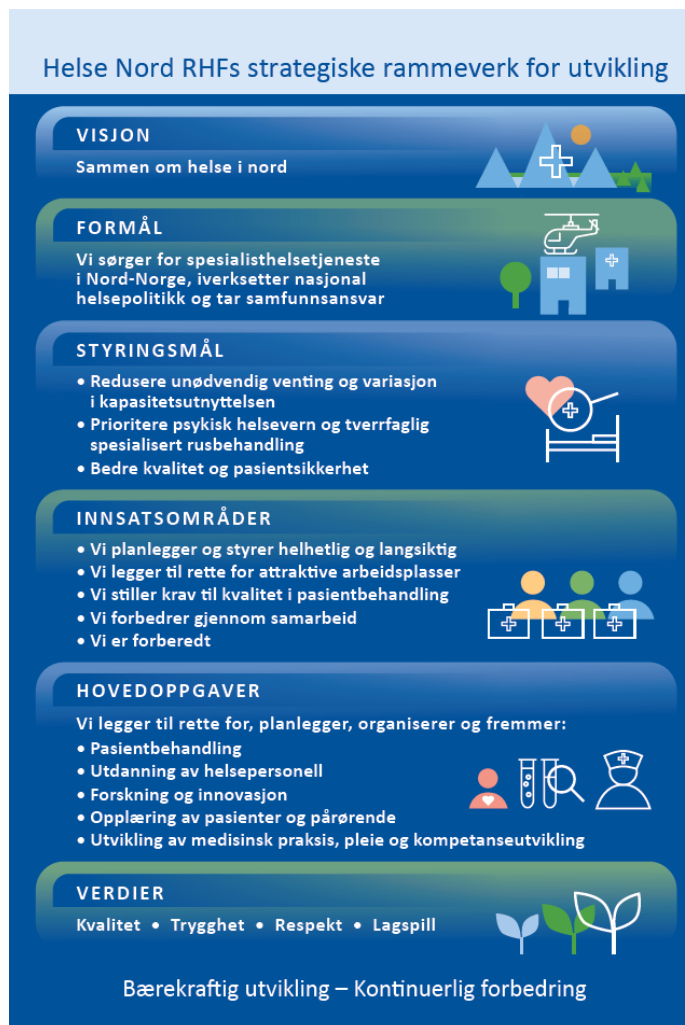 Helse Nord RHFs strategiske rammeverk for utvikling
VISJON
Sammen om helse i nord
FORMÅL
Vi sørger for spesialisthelsetjeneste
i Nord-Norge, iverksetter nasjonal
helsepolitikk og tar samfunnsansvar
STYRINGSMÅL
• Redusere unødvendig venting og variasjon
i kapasitetsutnyttelsen
• Prioritere psykisk helsevern og tverrfaglig
spesialisert rusbehandling
• Bedre kvalitet og pasientsikkerhet
INNSATSOMRÅDER
• Vi planlegger og styrer helhetlig og langsiktig
• Vi legger til rette for attraktive arbeidsplasser
• Vi stiller krav til kvalitet i pasientbehandling
• Vi forbedrer gjennom samarbeid
• Vi er forberedt
HOVEDOPPGAVER
Vi legger til rette for, planlegger, organiserer og fremmer:
• Pasientbehandling
• Utdanning av helsepersonell
• Forskning og innovasjon
• Opplæring av pasienter og pårørende
• Utvikling av medisinsk praksis, pleie og kompetanseutvikling
VERDIER
Kvalitet • Trygghet • Respekt • Lagspill
Bærekraftig utvikling – Kontinuerlig forbedring